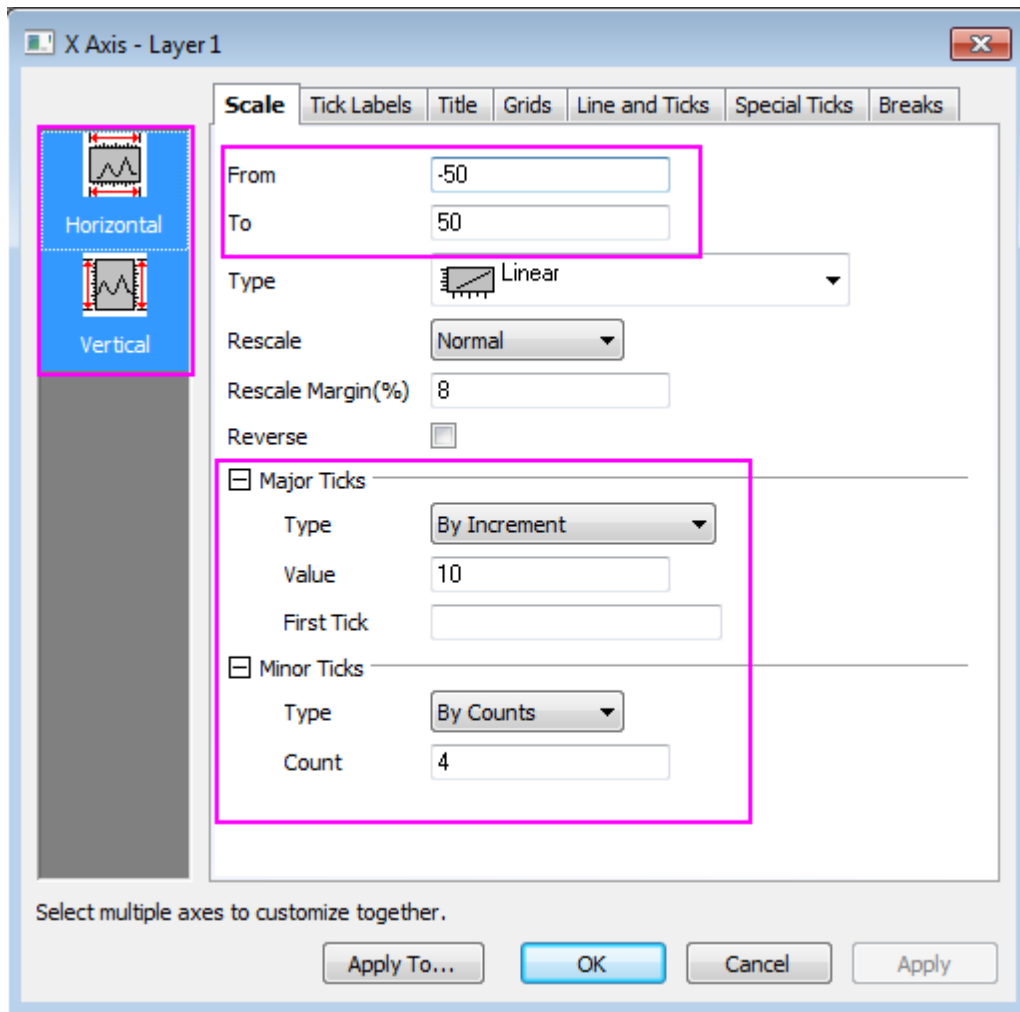 X Axis - Layer 1
Scale Tick Labels Title Grids Line and Ticks Special Ticks Breaks
Horizontal
Vertical
From -50
To 50
Type Linear
Rescale Normal
Rescale Margin(%) 8
Reverse
Major Ticks
Type By Increment
Value 10
First Tick
Minor Ticks
Type By Counts
Count 4
Select multiple axes to customize together.
Apply To... OK Cancel Apply